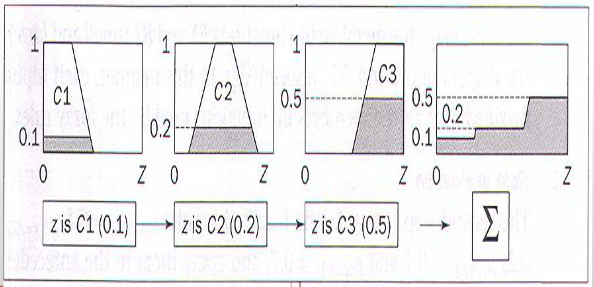 1
C1
0.1
0
Z
1
C2
0.2
0
Z
1
C3
0.5
0
Z
0.5
0.2
0.1
0
Z
z is C1 (0.1)
z is C2 (0.2)
z is C3 (0.5)
Σ